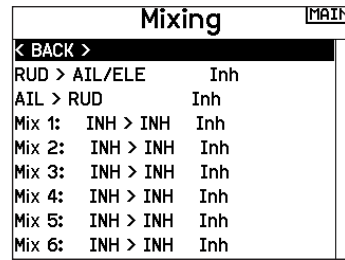 Mixing
MAIN
< BACK >
RUD > AIL/ELE Inh
AIL > RUD Inh
Mix 1: INH > INH Inh
Mix 2: INH > INH Inh
Mix 3: INH > INH Inh
Mix 4: INH > INH Inh
Mix 5: INH > INH Inh
Mix 6: INH > INH Inh